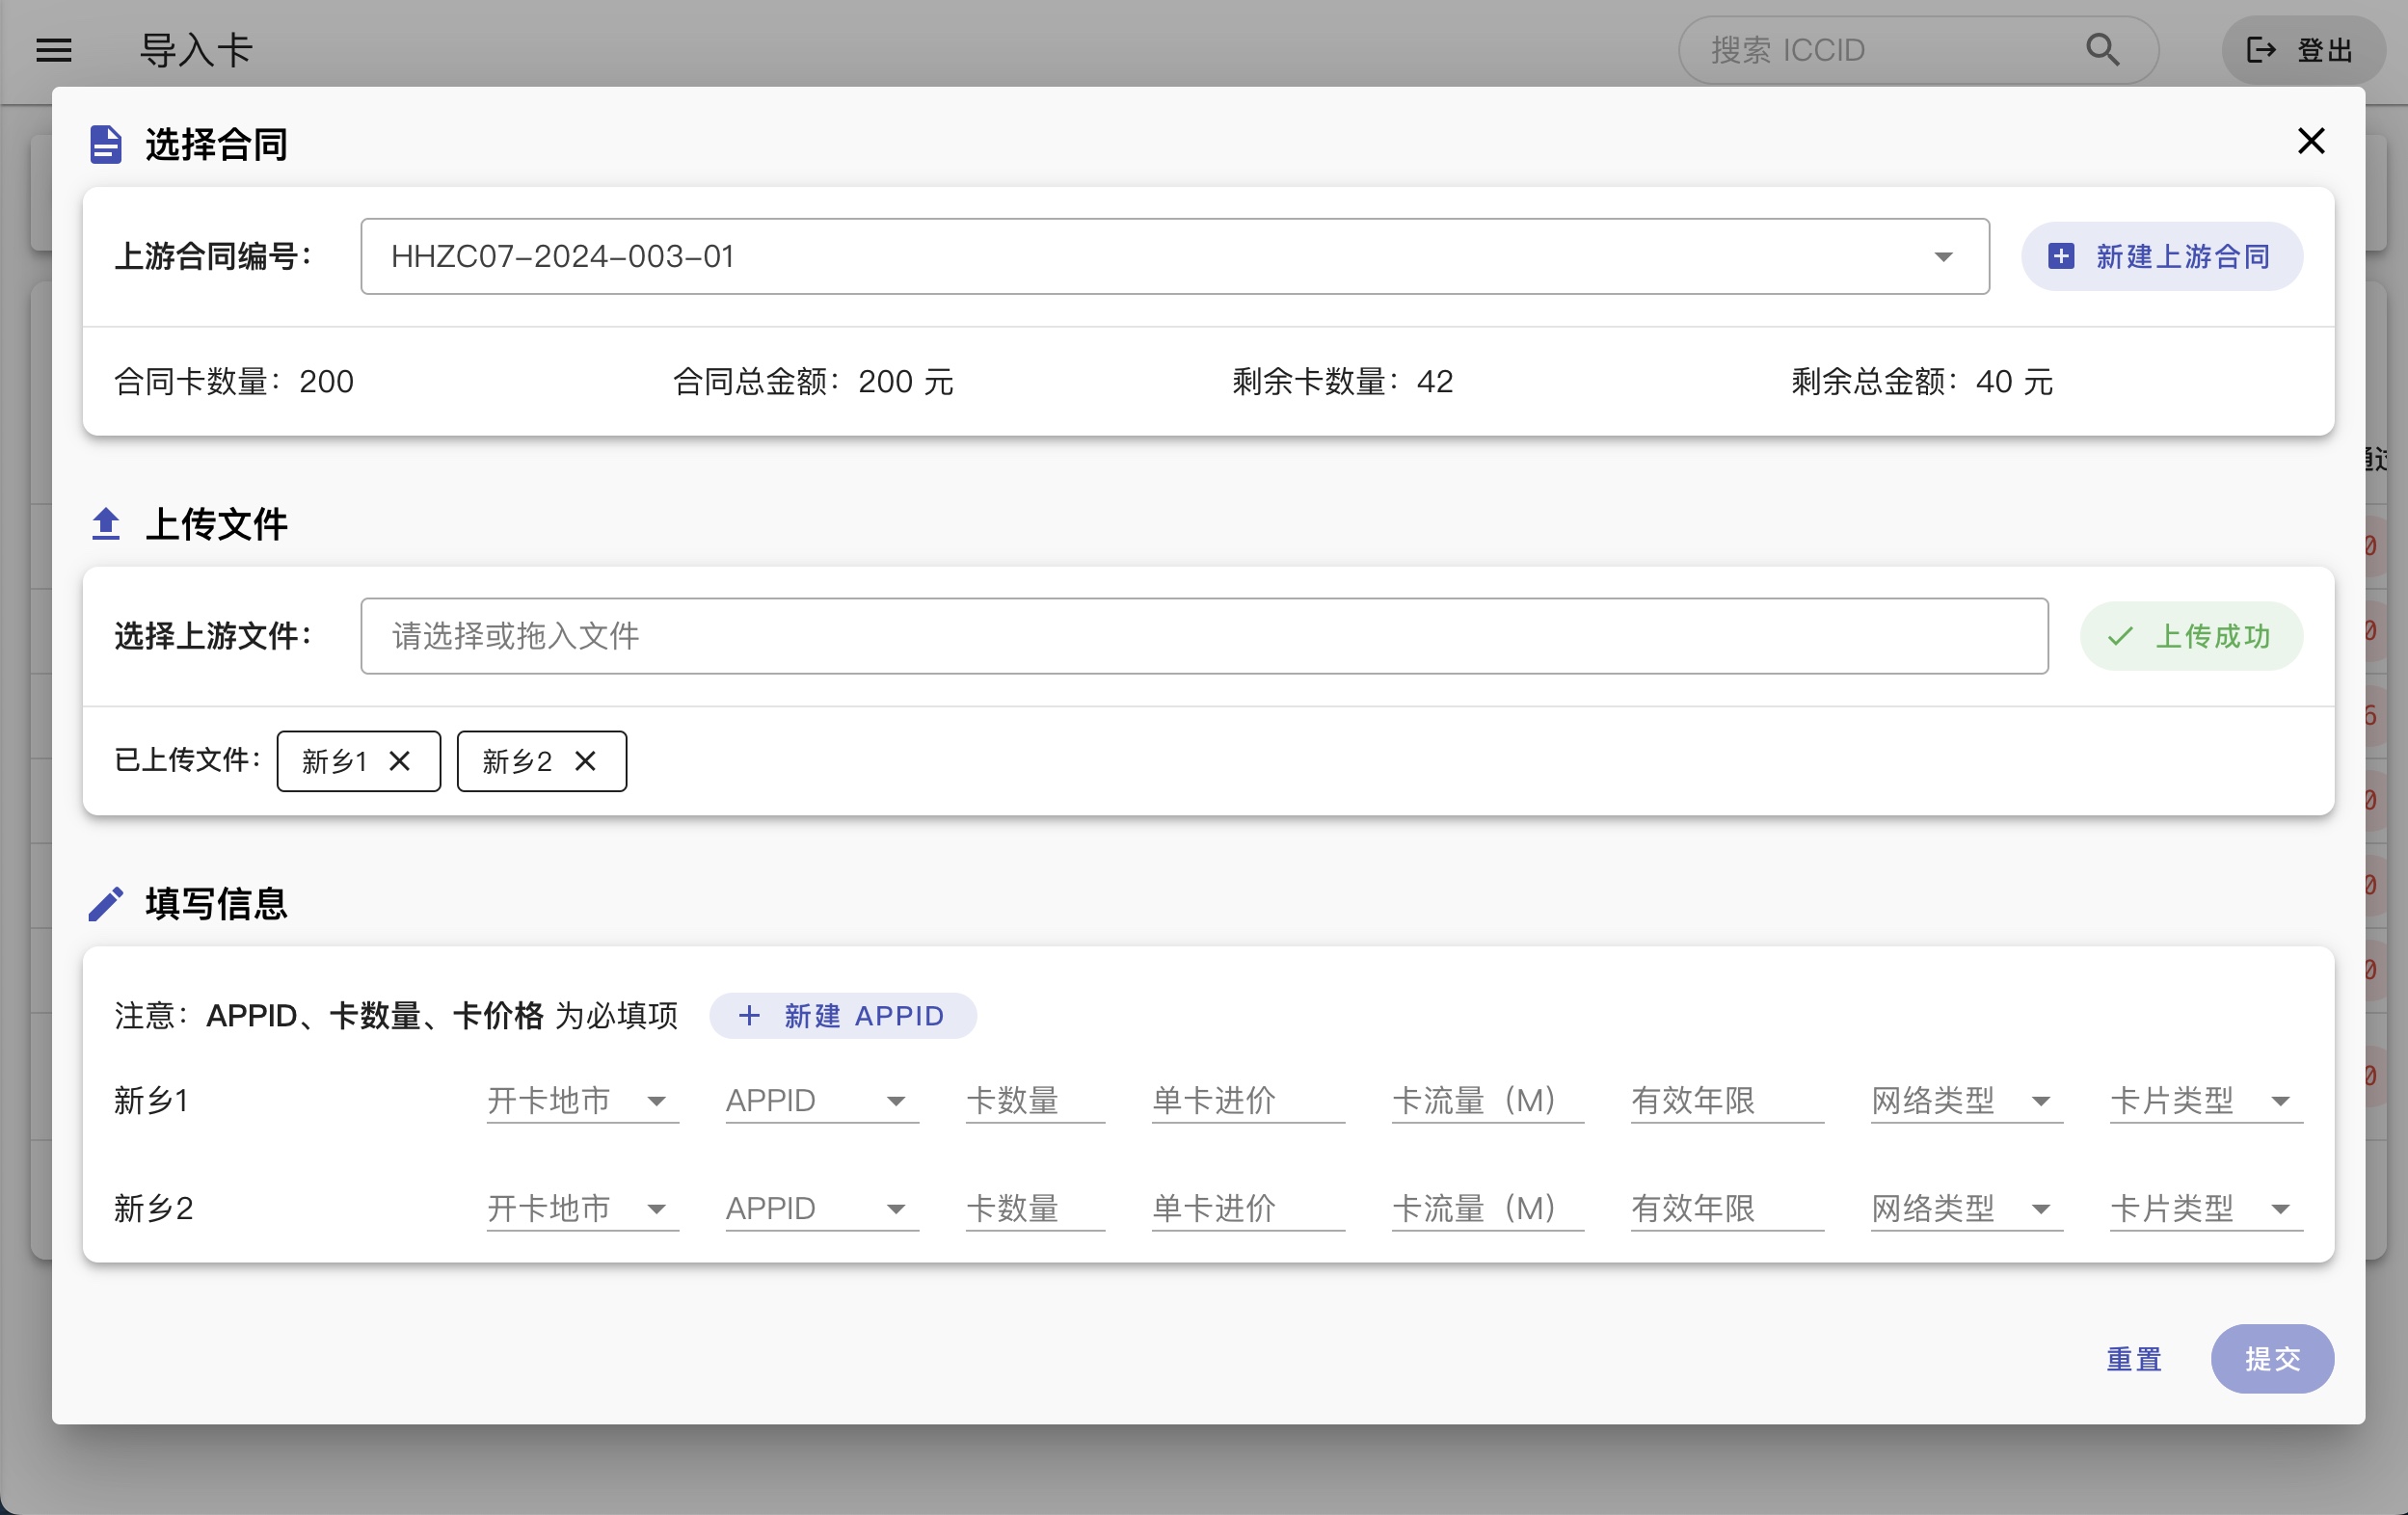 导入卡
搜索 ICCID
登出
选择合同
上游合同编号：
HHZC07-2024-003-01
新建上游合同
合同卡数量：200
合同总金额：200 元
剩余卡数量：42
剩余总金额：40 元
上传文件
选择上游文件：
请选择或拖入文件
上传成功
已上传文件：
新乡1
新乡2
填写信息
注意：APPID、卡数量、卡价格 为必填项
新建 APPID
新乡1 开卡地市 APPID 卡数量 单卡进价 卡流量（M） 有效年限 网络类型 卡片类型
新乡2 开卡地市 APPID 卡数量 单卡进价 卡流量（M） 有效年限 网络类型 卡片类型
重置
提交